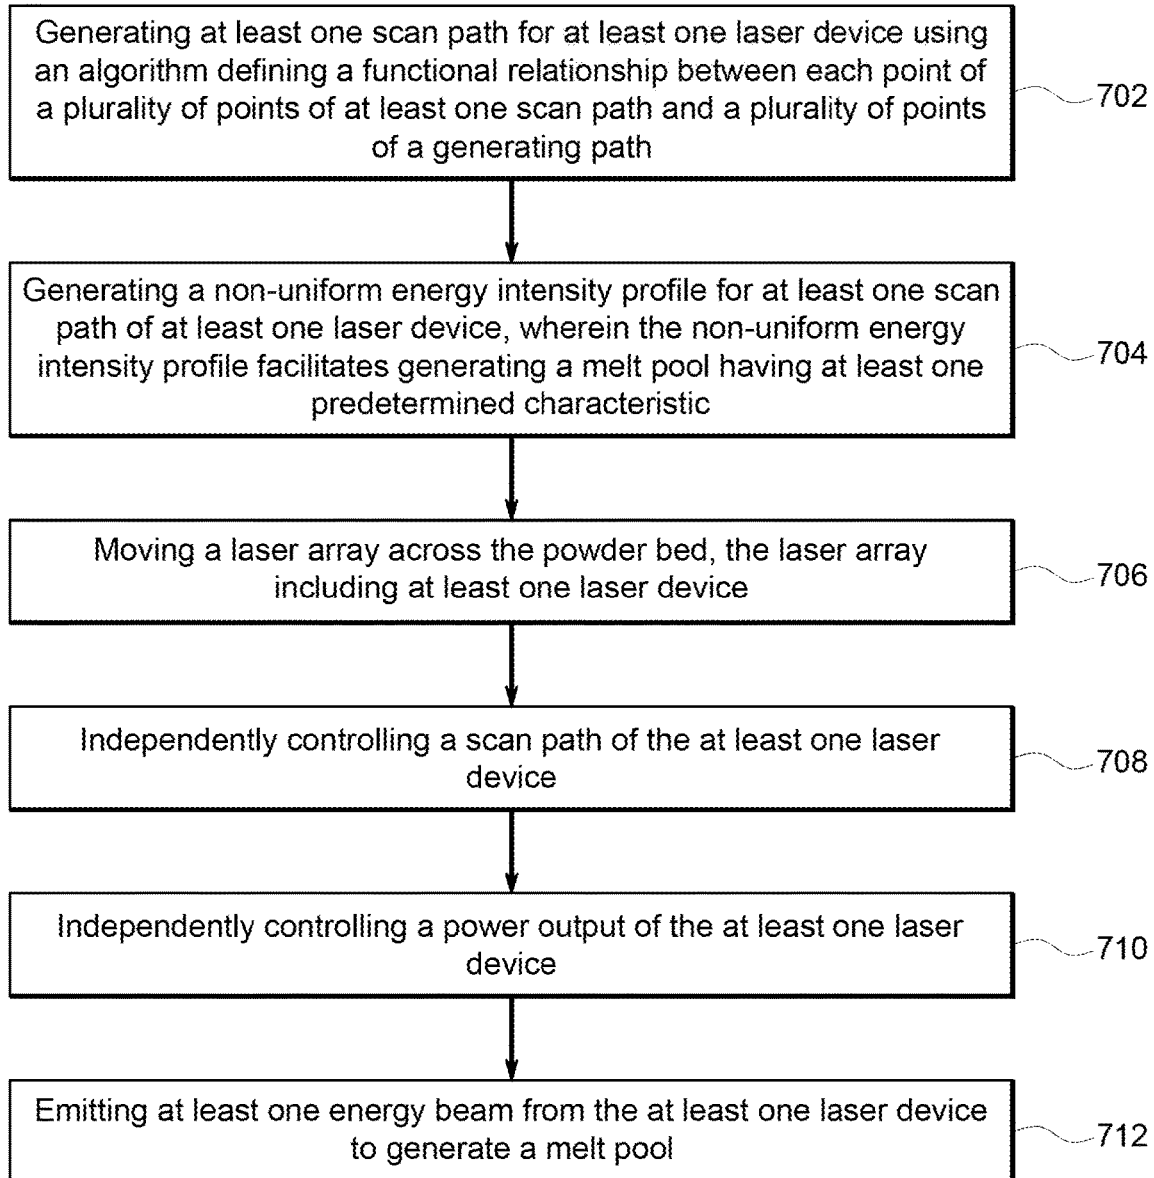 Generating at least one scan path for at least one laser device using
an algorithm defining a functional relationship between each point of
a plurality of points of at least one scan path and a plurality of points
of a generating path
702
Generating a non-uniform energy intensity profile for at least one scan
path of at least one laser device, wherein the non-uniform energy
intensity profile facilitates generating a melt pool having at least one
predetermined characteristic
704
Moving a laser array across the powder bed, the laser array
including at least one laser device
706
Independently controlling a scan path of the at least one laser
device
708
Independently controlling a power output of the at least one laser
device
710
Emitting at least one energy beam from the at least one laser device
to generate a melt pool
712